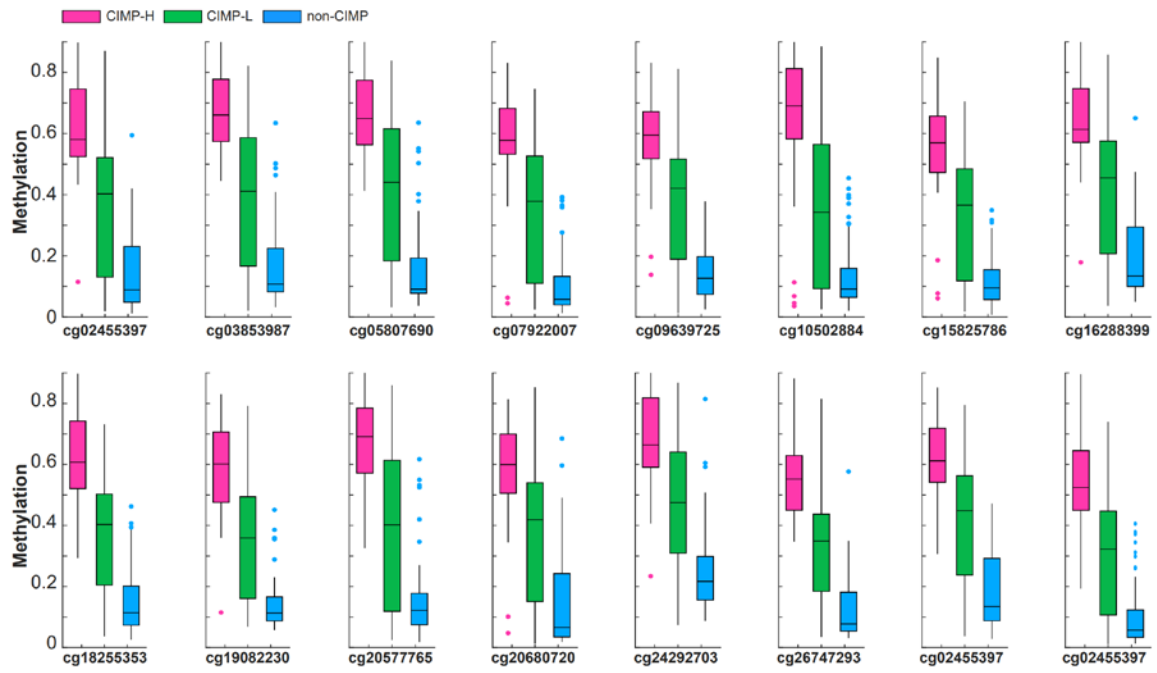 CIMP-H CIMP-L non-CIMP
Methylation
0.8
0.6
0.4
0.2
0
cg02455397 cg03853987 cg05807690 cg07922007 cg09639725 cg10502884 cg15825786 cg16288399
Methylation
0.8
0.6
0.4
0.2
0
cg18255353 cg19082230 cg20577765 cg20680720 cg24292703 cg26747293 cg02455397 cg02455397